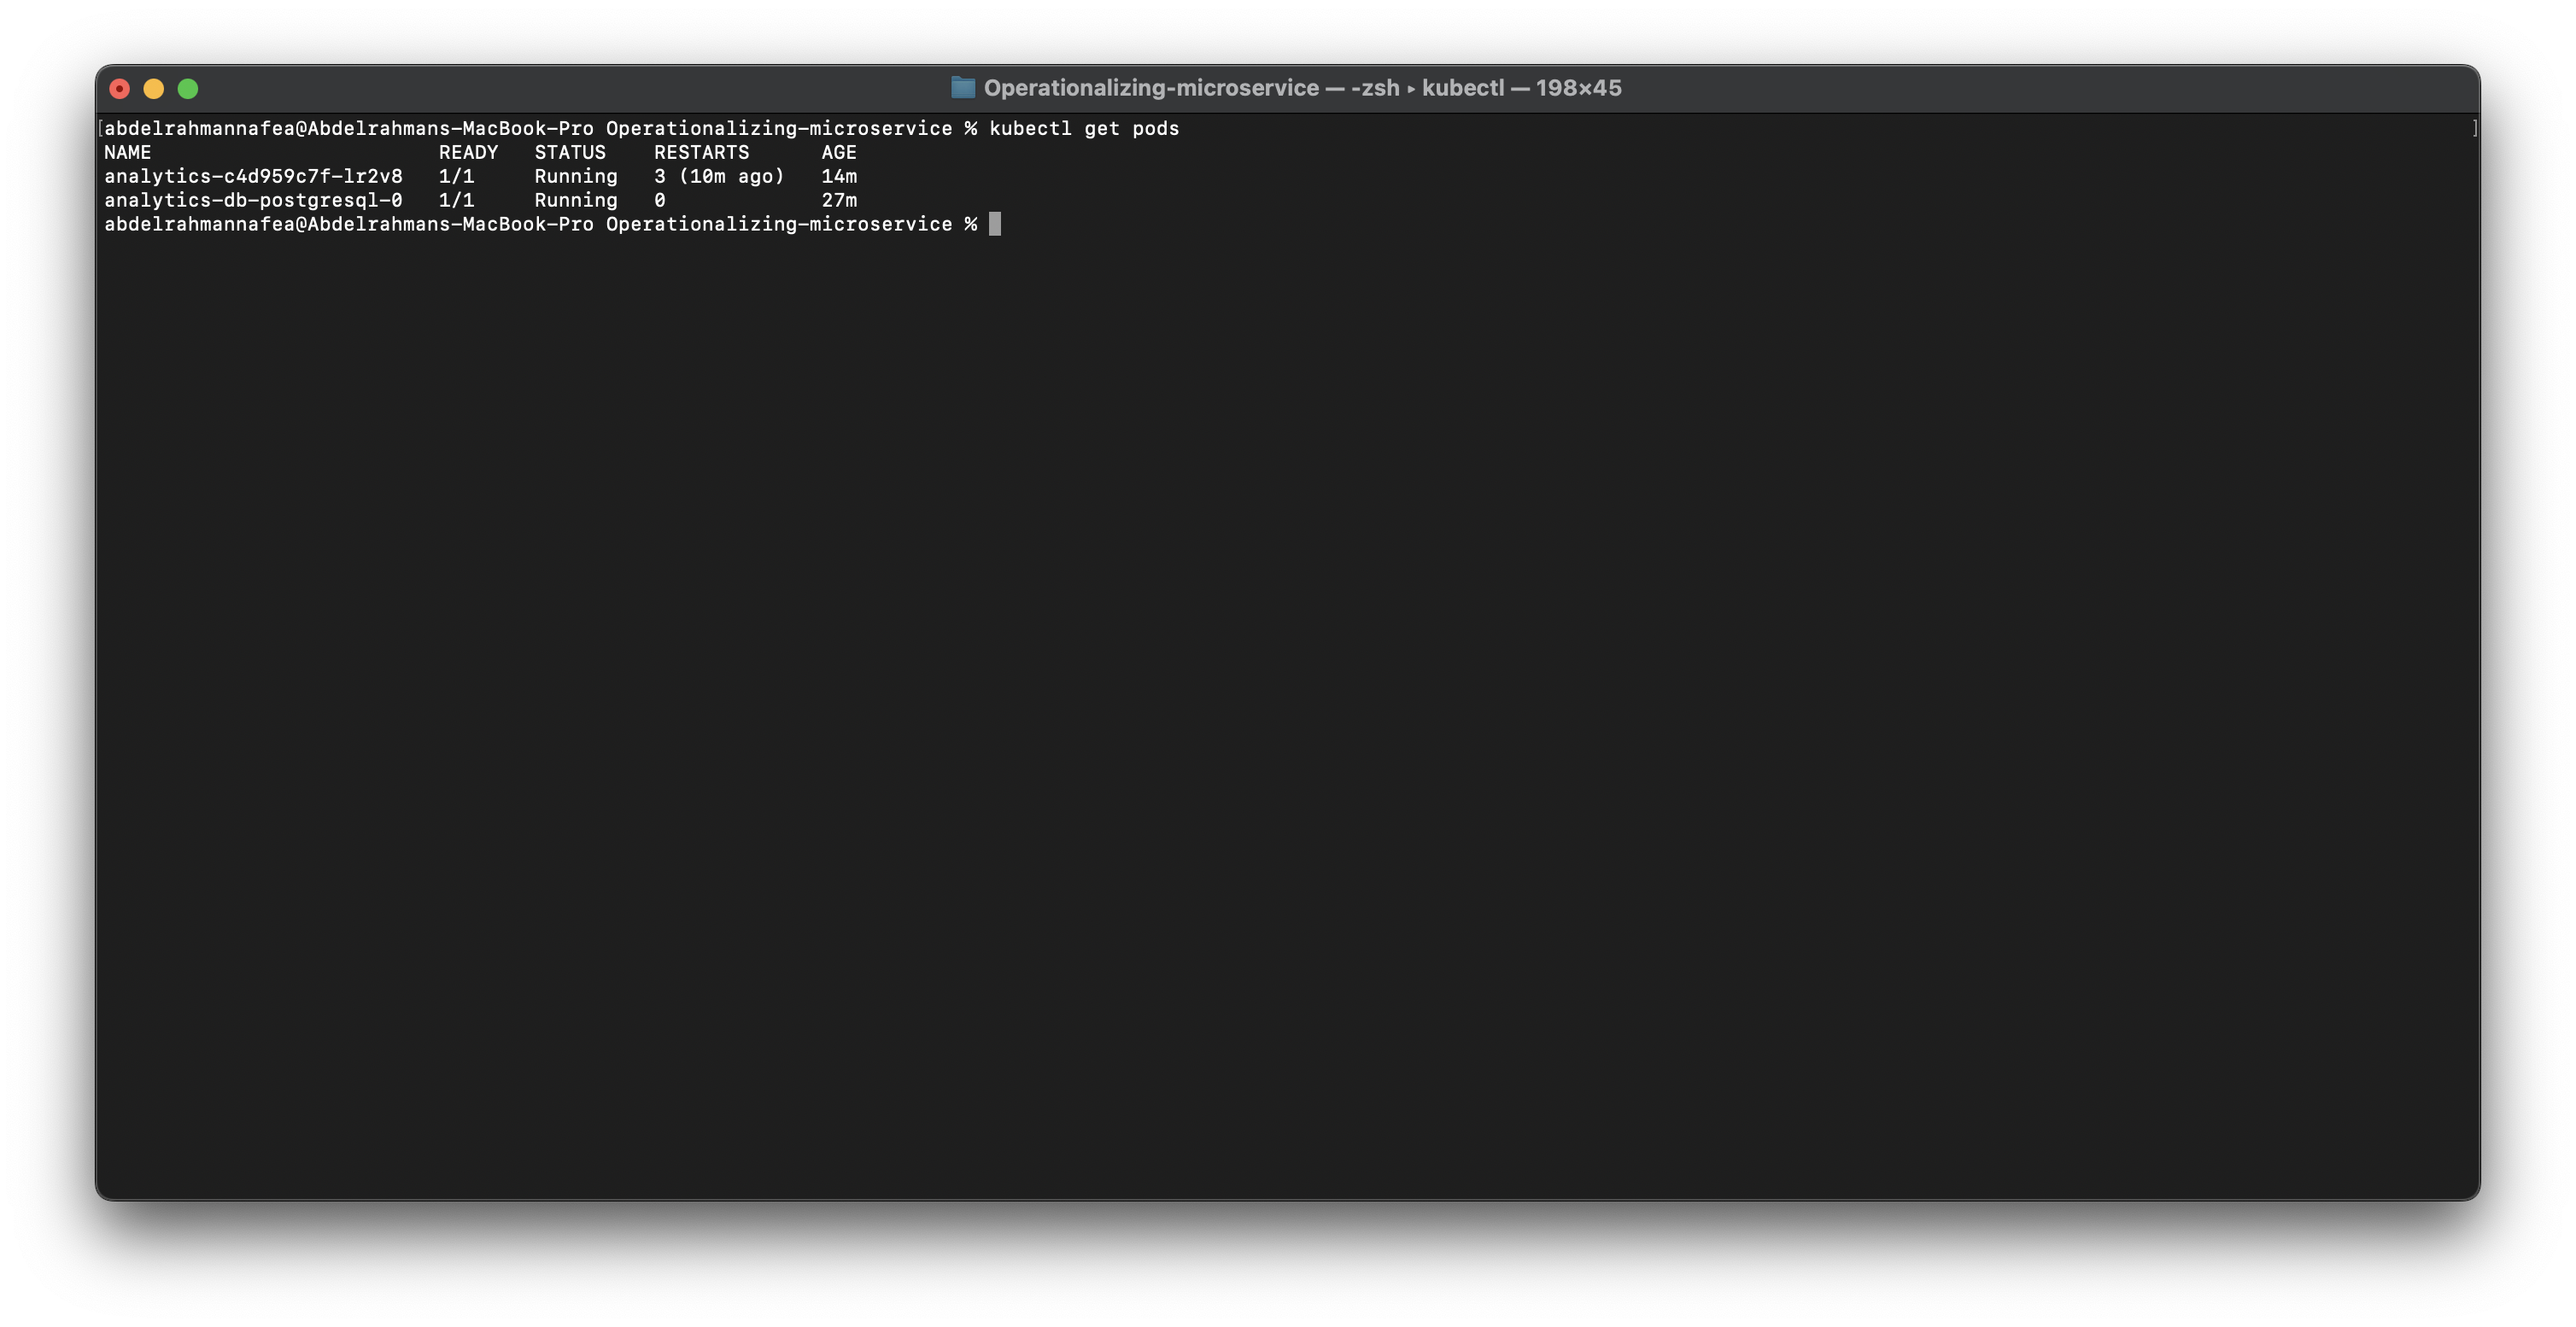 Operationalizing-microservice — -zsh ▸ kubectl — 198×45
[abdelrahmannafea@Abdelrahmans-MacBook-Pro Operationalizing-microservice % kubectl get pods ]
NAME                        READY   STATUS    RESTARTS      AGE
analytics-c4d959c7f-lr2v8   1/1     Running   3 (10m ago)   14m
analytics-db-postgresql-0   1/1     Running   0             27m
abdelrahmannafea@Abdelrahmans-MacBook-Pro Operationalizing-microservice %